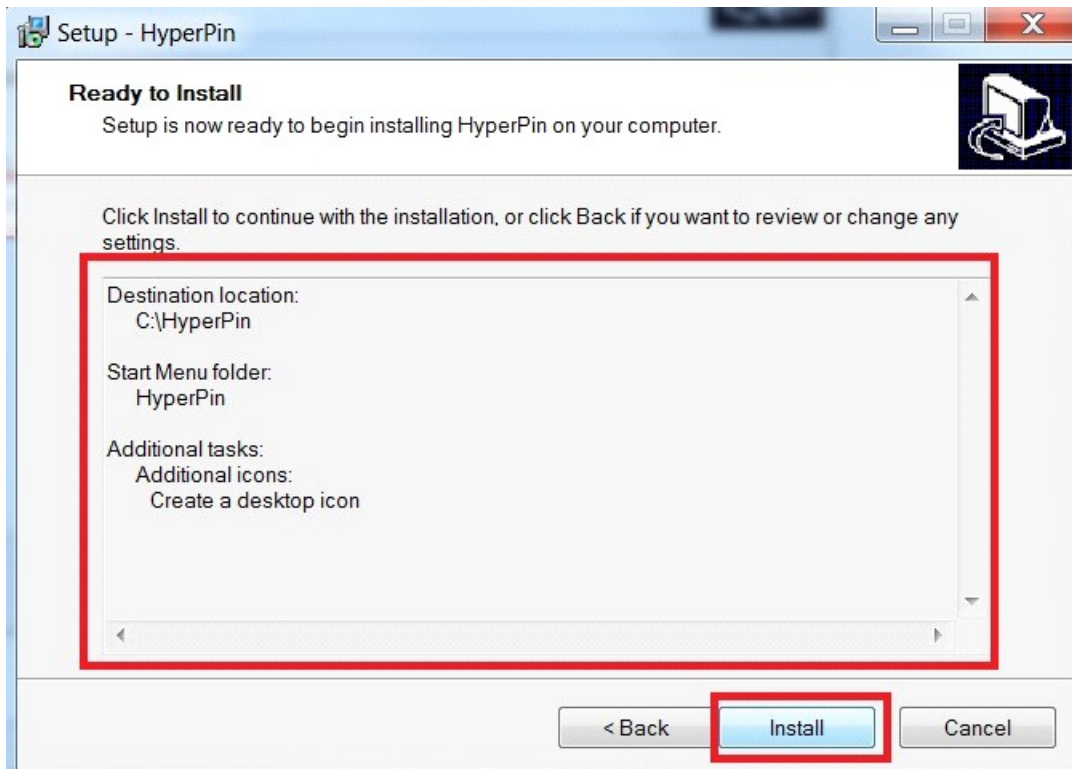 Setup - HyperPin
Ready to Install
Setup is now ready to begin installing HyperPin on your computer.
Click Install to continue with the installation, or click Back if you want to review or change any
settings.
Destination location:
C:\HyperPin
Start Menu folder:
HyperPin
Additional tasks:
Additional icons:
Create a desktop icon
< Back
Install
Cancel